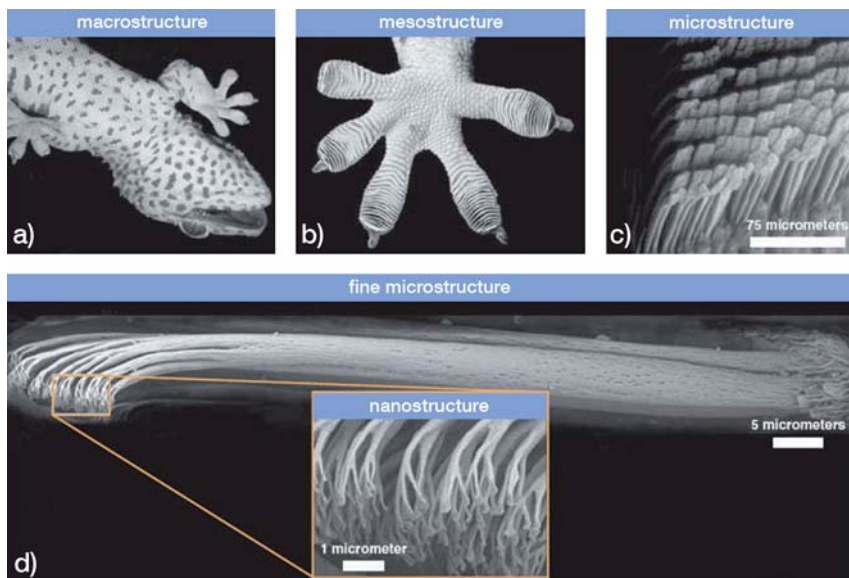 macrostructure
mesostructure
microstructure
a)
b)
c)
75 micrometers
fine microstructure
nanostructure
5 micrometers
1 micrometer
d)